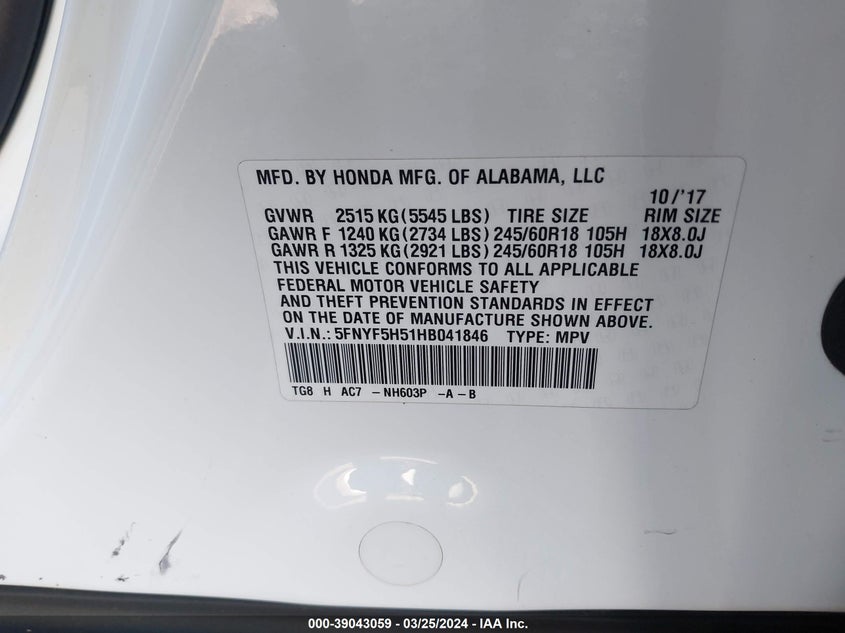 MFD. BY HONDA MFG. OF ALABAMA, LLC
10/'17
GVWR 2515 KG (5545 LBS) TIRE SIZE RIM SIZE
GAWR F 1240 KG (2734 LBS) 245/60R18 105H 18X8.0J
GAWR R 1325 KG (2921 LBS) 245/60R18 105H 18X8.0J
THIS VEHICLE CONFORMS TO ALL APPLICABLE
FEDERAL MOTOR VEHICLE SAFETY
AND THEFT PREVENTION STANDARDS IN EFFECT
ON THE DATE OF MANUFACTURE SHOWN ABOVE.
V.I.N.: 5FNYF5H51HB041846 TYPE: MPV
TG8 H AC7 -NH603P -A-B
000-39043059 - 03/25/2024 - IAA Inc.